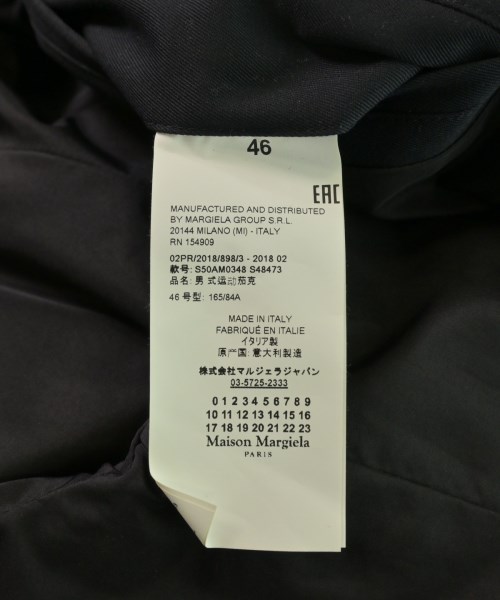 46
EAC
MANUFACTURED AND DISTRIBUTED
BY MARGIELA GROUP S.R.L.
20144 MILANO (MI) - ITALY
RN 154909
02PR/2018/898/3 - 2018 02
款号: S50AM0348 S48473
品名: 男 式运动茄克
46 号型: 165/84A
MADE IN ITALY
FABRIQUÉ EN ITALIE
イタリア製
原产国: 意大利製造
株式会社マルジェラジャパン
03-5725-2333
0 1 2 3 4 5 6 7 8 9
10 11 12 13 14 15 16
17 18 19 20 21 22 23
Maison Margiela
PARIS